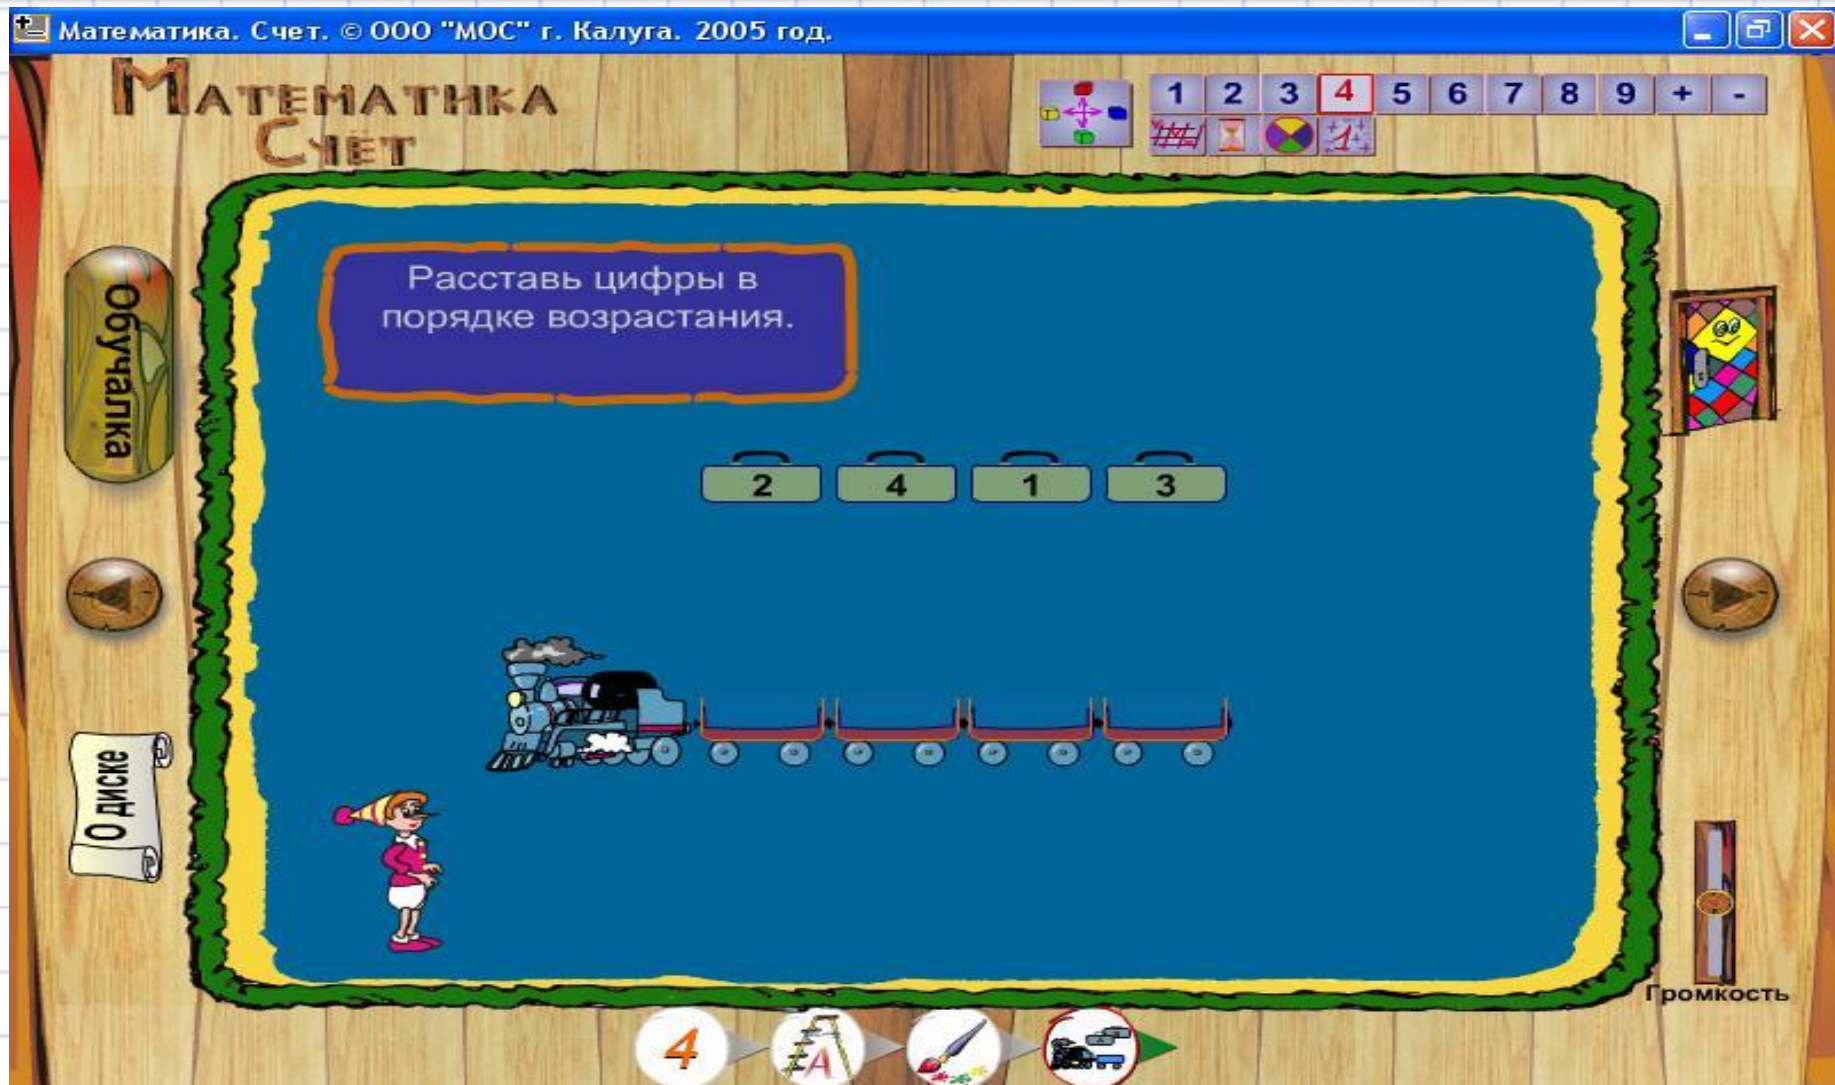 Математика. Счет. © ООО "МОС" г. Калуга. 2005 год.
МАТЕМАТИКА
СЧЁТ
1 2 3 4 5 6 7 8 9 + -
Обучалка
Расставь цифры в
порядке возрастания.
2 4 1 3
О диске
Громкость
4
А